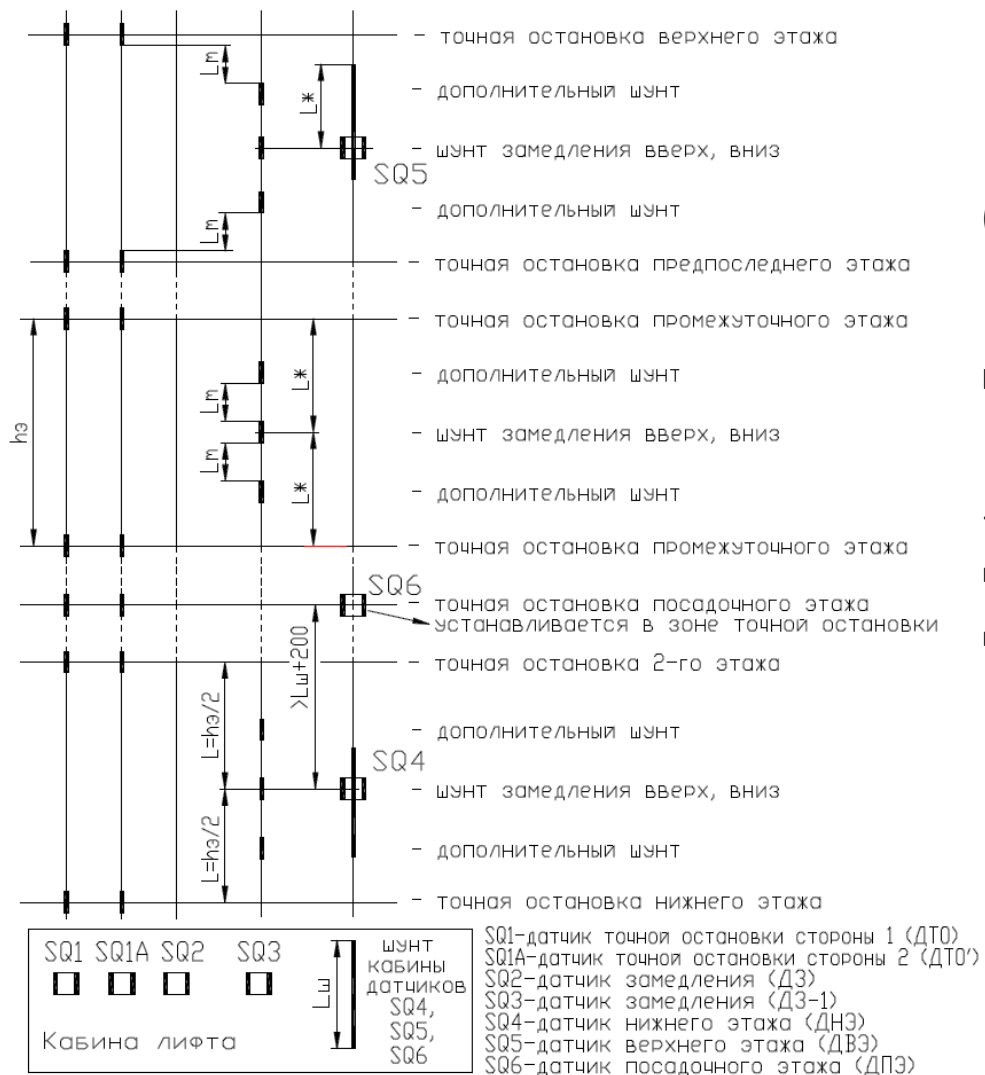 - точная остановка верхнего этажа
Lm
L*
- дополнительный шунт
- шунт замедления вверх, вниз
SQ5
- дополнительный шунт
Lm
- точная остановка предпоследнего этажа
- точная остановка промежуточного этажа
L*
- дополнительный шунт
Lm
hэ
- шунт замедления вверх, вниз
Lm
L*
- дополнительный шунт
- точная остановка промежуточного этажа
SQ6
- точная остановка посадочного этажа
устанавливается в зоне точной остановки
>Lш+200
- точная остановка 2-го этажа
L=hэ/2
- дополнительный шунт
SQ4
- шунт замедления вверх, вниз
L=hэ/2
- дополнительный шунт
- точная остановка нижнего этажа
SQ1 SQ1A SQ2 SQ3
Lш
шунт
кабины
датчиков
SQ4,
SQ5,
SQ6
Кабина лифта
SQ1-датчик точной остановки стороны 1 (ДТО)
SQ1A-датчик точной остановки стороны 2 (ДТО')
SQ2-датчик замедления (ДЗ)
SQ3-датчик замедления (ДЗ-1)
SQ4-датчик нижнего этажа (ДНЭ)
SQ5-датчик верхнего этажа (ДВЭ)
SQ6-датчик посадочного этажа (ДПЭ)